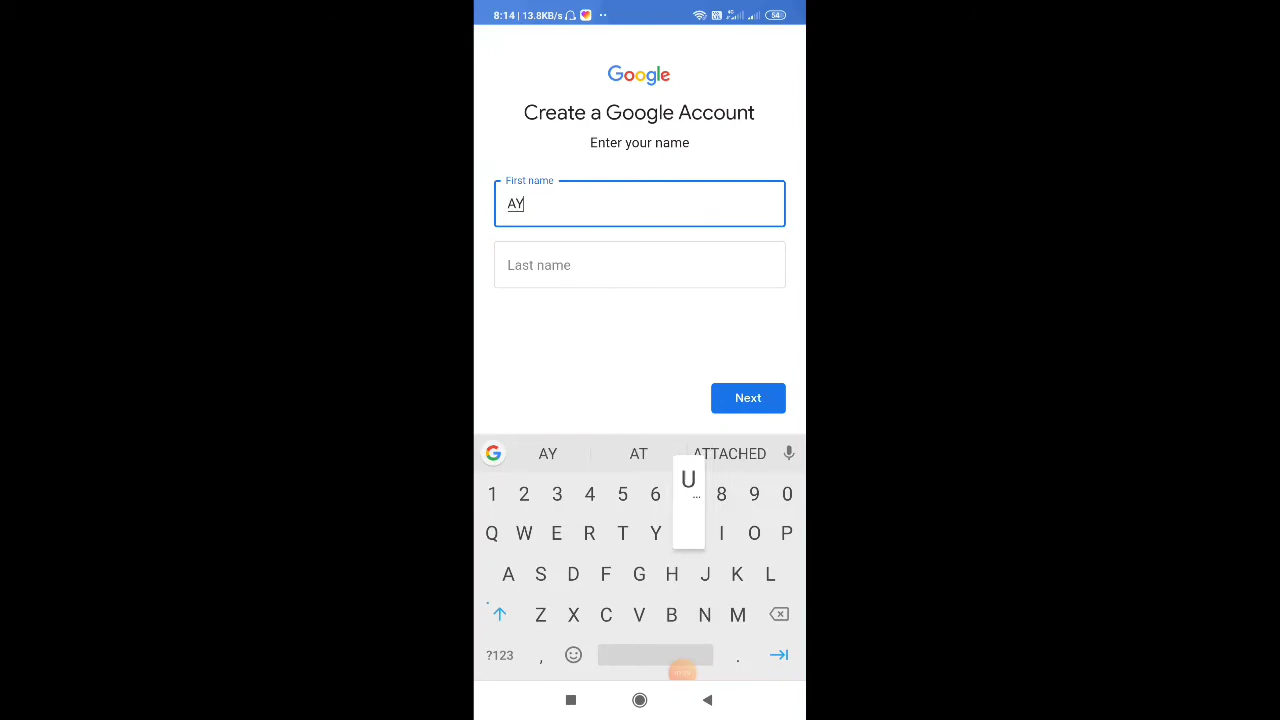 8:14 | 13.8KB/s
54
Google
Create a Google Account
Enter your name
First name
AY
Last name
Next
AY AT ATTACHED
U
1 2 3 4 5 6 8 9 0
Q W E R T Y I O P
A S D F G H J K L
Z X C V B N M
?123 , .